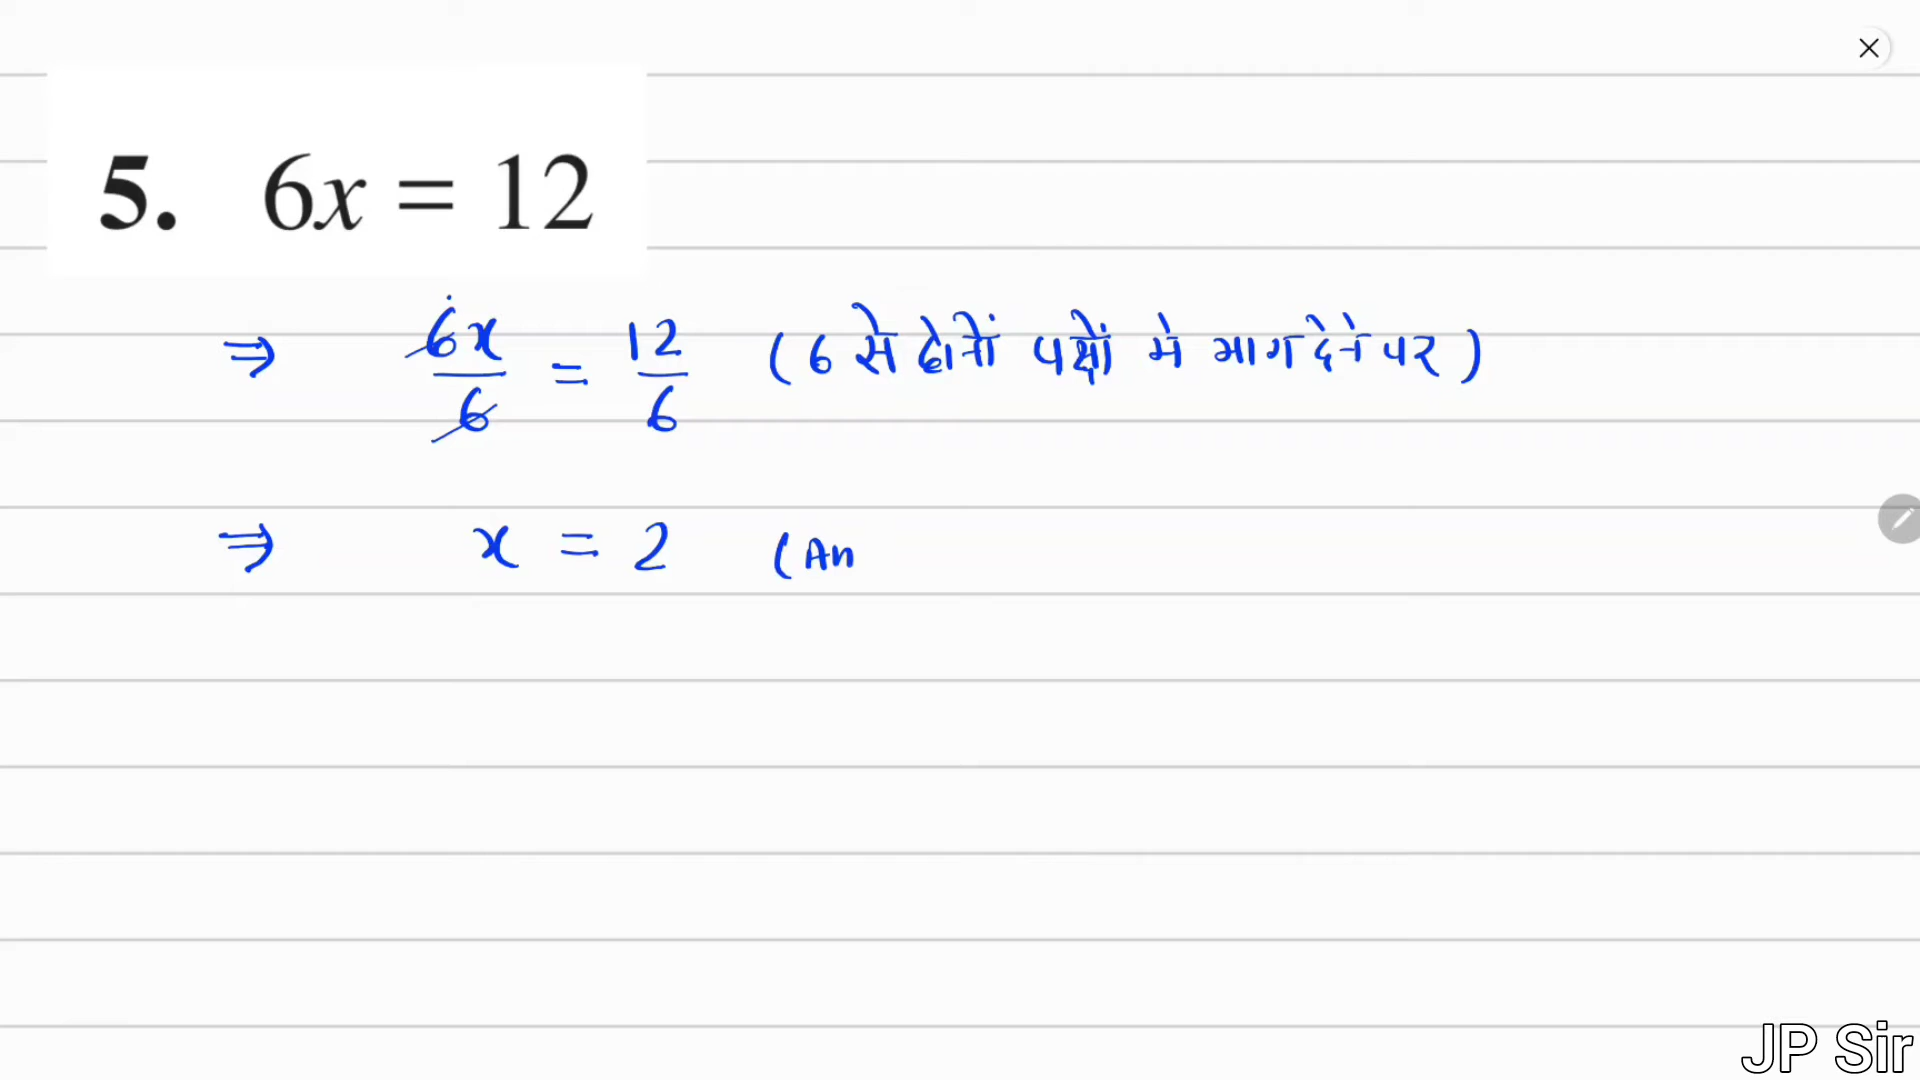 5. 6x = 12
⇒ 6x/6 = 12/6 (6 से दोनों पक्षों में भाग देने पर)
⇒ x = 2 (An
JP Sir